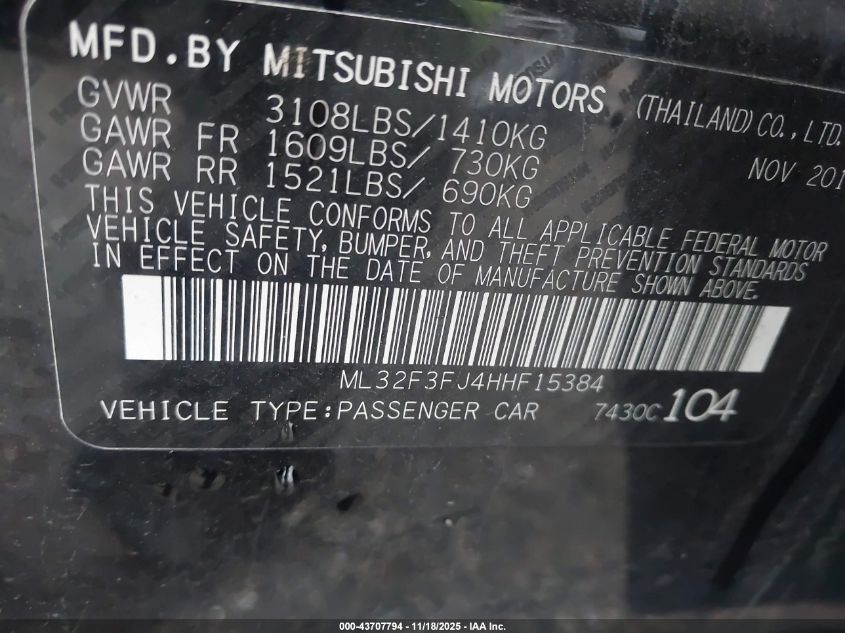 MFD.BY MITSUBISHI MOTORS (THAILAND)CO.,LTD.
GVWR 3108LBS/1410KG
GAWR FR 1609LBS/ 730KG NOV 201
GAWR RR 1521LBS/ 690KG
THIS VEHICLE CONFORMS TO ALL APPLICABLE FEDERAL MOTOR
VEHICLE SAFETY, BUMPER, AND THEFT PREVENTION STANDARDS
IN EFFECT ON THE DATE OF MANUFACTURE SHOWN ABOVE.
ML32F3FJ4HHF15384
VEHICLE TYPE:PASSENGER CAR 7430C 104
000-43707794 - 11/18/2025 - IAA Inc.